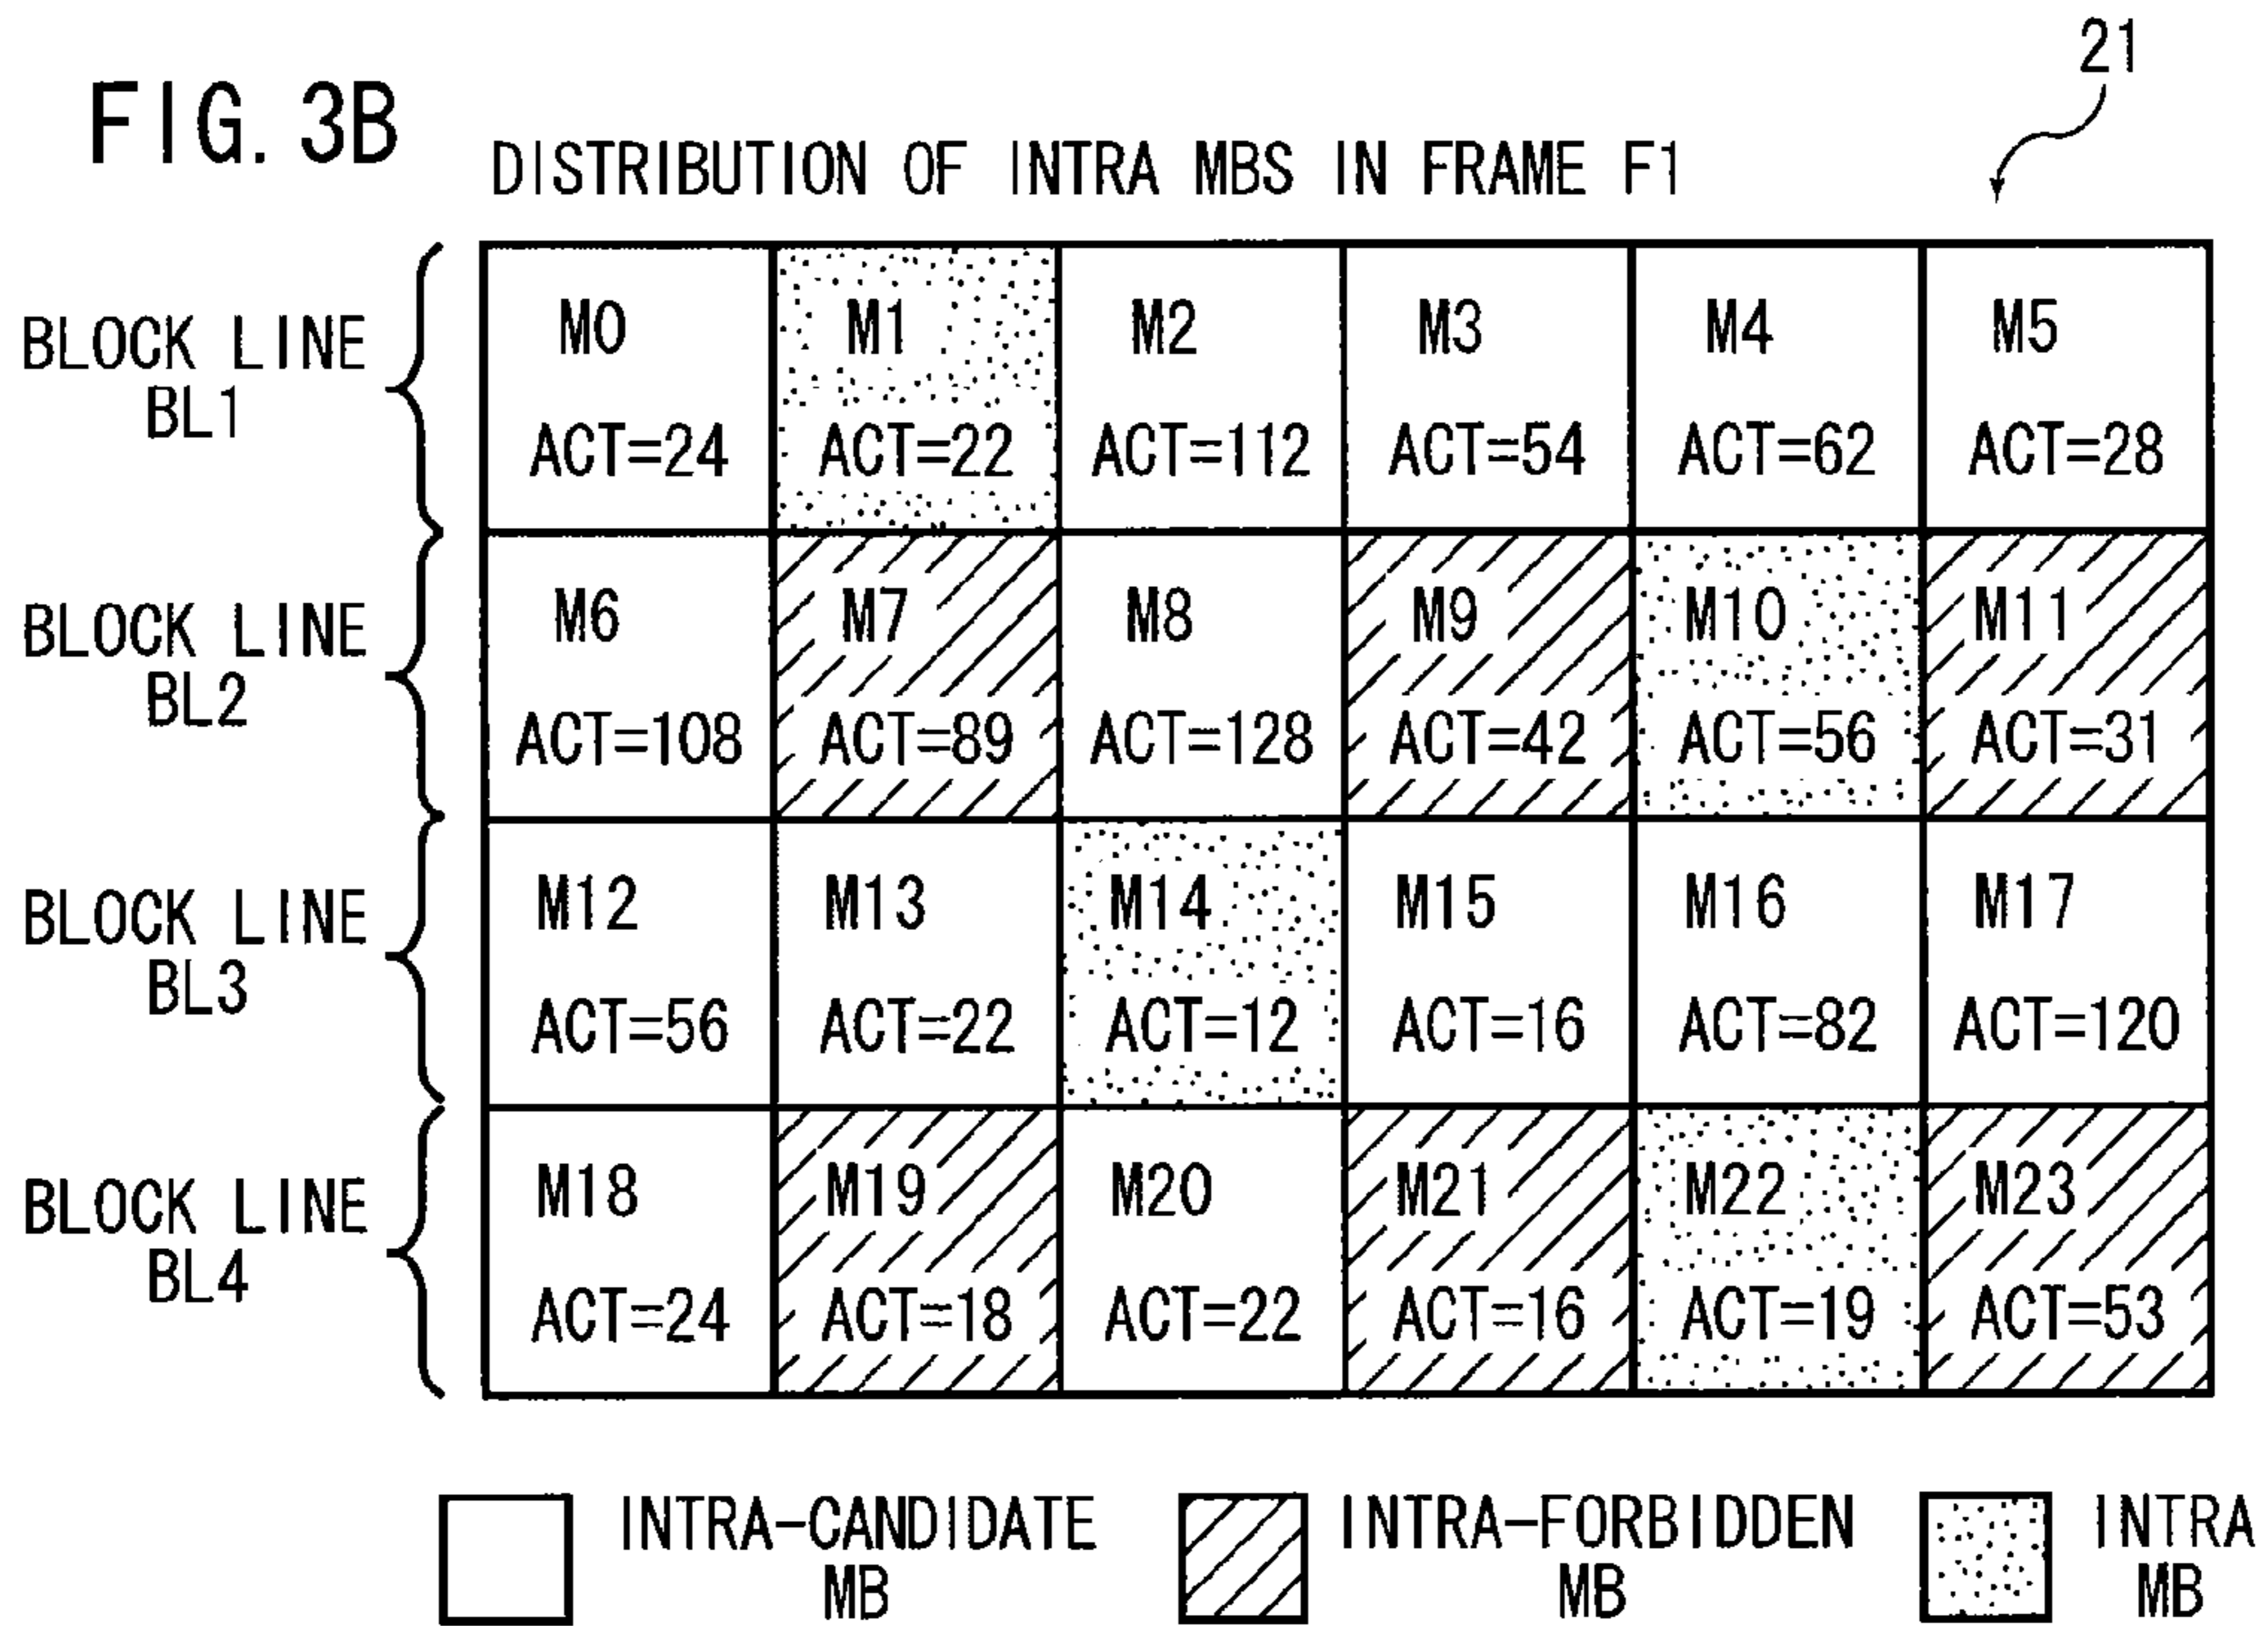 21
FIG. 3B
DISTRIBUTION OF INTRA MBS IN FRAME F1
BLOCK LINE
BL1
M0 M1 M2 M3 M4 M5
ACT=24 ACT=22 ACT=112 ACT=54 ACT=62 ACT=28
BLOCK LINE
BL2
M6 M7 M8 M9 M10 M11
ACT=108 ACT=89 ACT=128 ACT=42 ACT=56 ACT=31
BLOCK LINE
BL3
M12 M13 M14 M15 M16 M17
ACT=56 ACT=22 ACT=12 ACT=16 ACT=82 ACT=120
BLOCK LINE
BL4
M18 M19 M20 M21 M22 M23
ACT=24 ACT=18 ACT=22 ACT=16 ACT=19 ACT=53
INTRA-CANDIDATE
MB
INTRA-FORBIDDEN
MB
INTRA
MB